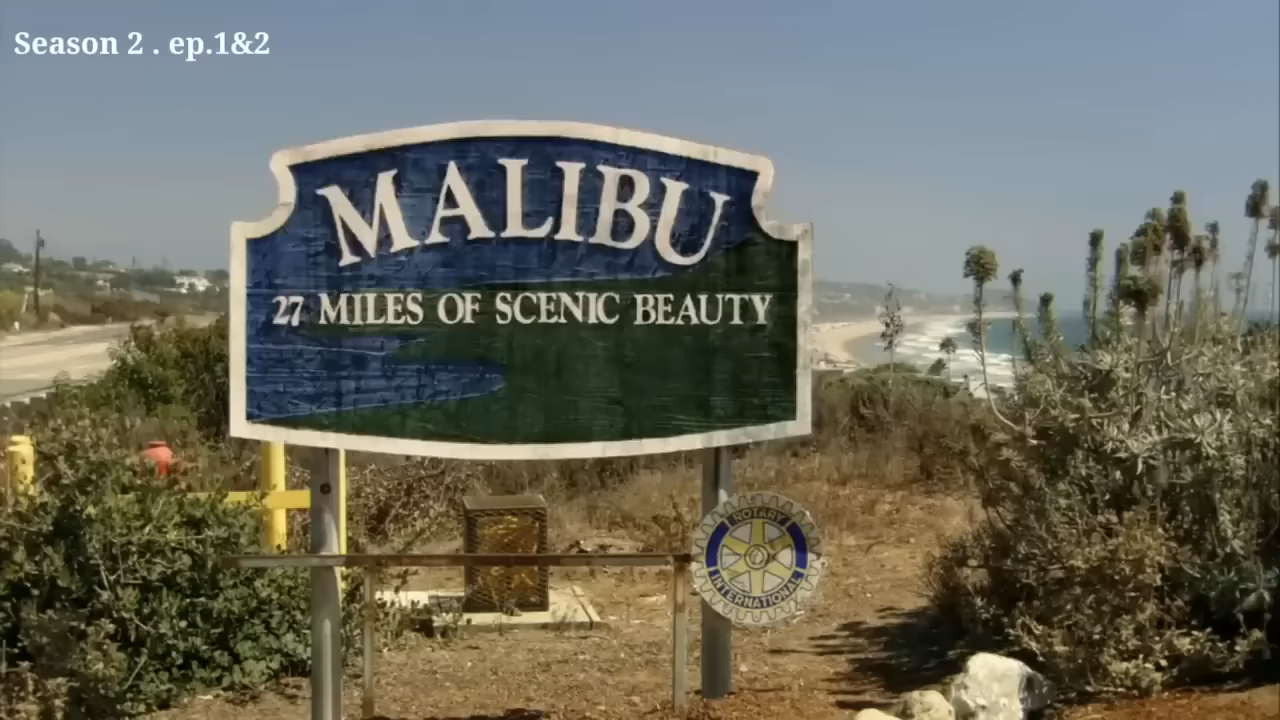 Season 2 . ep.1&2
MALIBU
27 MILES OF SCENIC BEAUTY
ROTARY
INTERNATIONAL